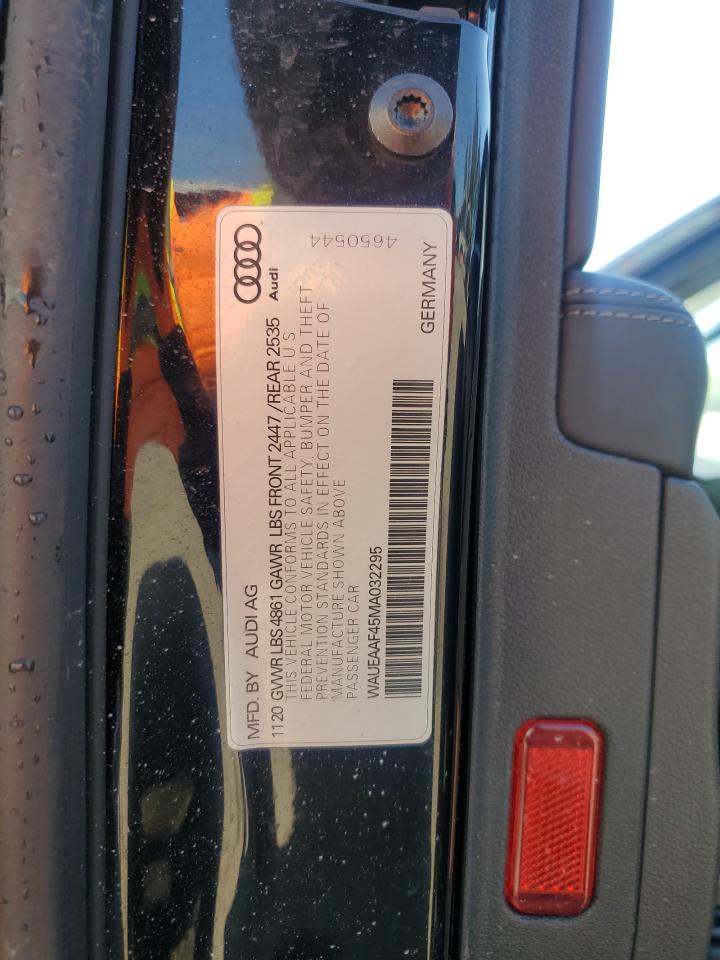 4650544
Audi
MFD. BY AUDI AG
1120 GVWR LBS 4861 GAWR LBS FRONT 2447/REAR 2535
THIS VEHICLE CONFORMS TO ALL APPLICABLE U.S.
FEDERAL MOTOR VEHICLE SAFETY, BUMPER AND THEFT
PREVENTION STANDARDS IN EFFECT ON THE DATE OF
MANUFACTURE SHOWN ABOVE
PASSENGER CAR
WAUEAAF45MA032295
GERMANY